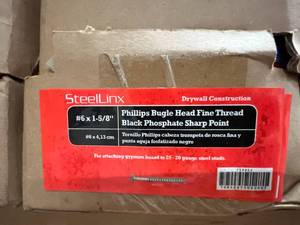 SteelLinx
Drywall Construction
#6 x 1-5/8"
Phillips Bugle Head Fine Thread
Black Phosphate Sharp Point
#6 x 4,13 cm
Tornillo Phillips cabeza trompeta de rosca fina y
punta aguja fosfatizado negro
For attaching gypsum board to 25 - 20 gauge steel studs.